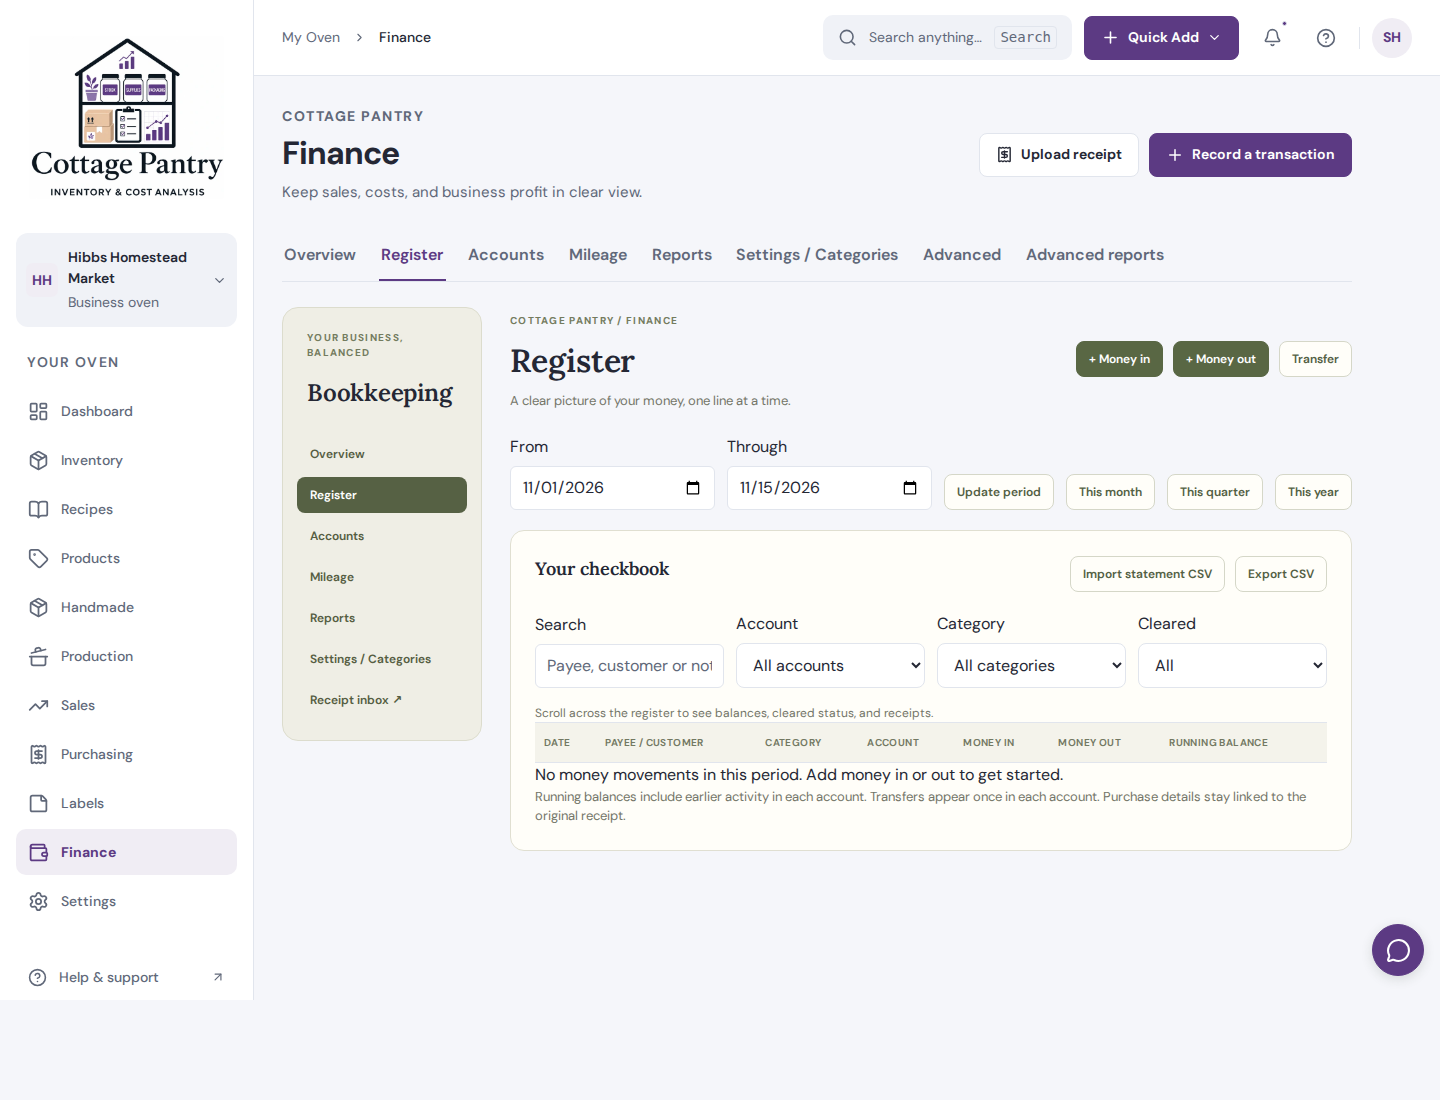 Cottage Pantry
INVENTORY & COST ANALYSIS
HH
Hibbs Homestead
Market
Business oven
YOUR OVEN
Dashboard
Inventory
Recipes
Products
Handmade
Production
Sales
Purchasing
Labels
Finance
Settings
Help & support
My Oven
Finance
Search anything...
Search
Quick Add
SH
COTTAGE PANTRY
Finance
Keep sales, costs, and business profit in clear view.
Upload receipt
Record a transaction
Overview
Register
Accounts
Mileage
Reports
Settings / Categories
Advanced
Advanced reports
YOUR BUSINESS,
BALANCED
Bookkeeping
Overview
Register
Accounts
Mileage
Reports
Settings / Categories
Receipt inbox ↗
COTTAGE PANTRY / FINANCE
Register
A clear picture of your money, one line at a time.
+ Money in
+ Money out
Transfer
From
Through
11/01/2026
11/15/2026
Update period
This month
This quarter
This year
Your checkbook
Import statement CSV
Export CSV
Search
Account
Category
Cleared
Payee, customer or not
All accounts
All categories
All
Scroll across the register to see balances, cleared status, and receipts.
DATE
PAYEE / CUSTOMER
CATEGORY
ACCOUNT
MONEY IN
MONEY OUT
RUNNING BALANCE
No money movements in this period. Add money in or out to get started.
Running balances include earlier activity in each account. Transfers appear once in each account. Purchase details stay linked to the
original receipt.